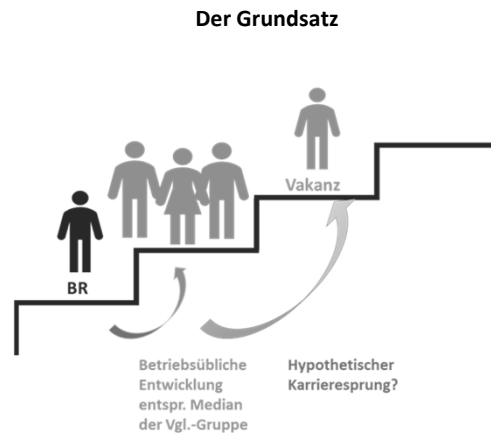 Der Grundsatz
Vakanz
BR
Betriebsübliche
Entwicklung
entspr. Median
der Vgl.-Gruppe
Hypothetischer
Karrieresprung?